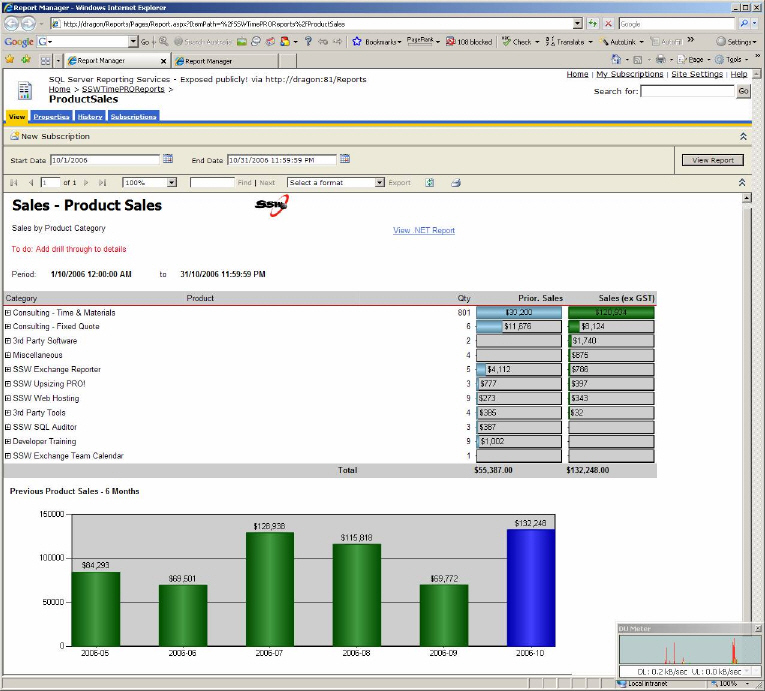 Report Manager - Windows Internet Explorer
http://dragon/Reports/Pages/Report.aspx?ItemPath=%2fSSWTimePROReports%2fProductSales
Google
Google G Go Bookmarks PageRank 108 blocked Check Translate AutoLink AutoFill Settings
Report Manager Report Manager Page Tools
SQL Server Reporting Services - Exposed publicly! via http://dragon:81/Reports
Home | My Subscriptions | Site Settings | Help
Home > SSWTimePROReports >
ProductSales
Search for: Go
View Properties History Subscriptions
New Subscription
Start Date 10/1/2006 End Date 10/31/2006 11:59:59 PM View Report
1 of 1 100% Find | Next Select a format Export
Sales - Product Sales
SSW
Sales by Product Category
View .NET Report
To do: Add drill through to details
Period: 1/10/2006 12:00:00 AM to 31/10/2006 11:59:59 PM
Category Product Qty Prior. Sales Sales (ex GST)
Consulting - Time & Materials 801
Consulting - Fixed Quote 6 $11,676 $8,124
3rd Party Software 2 $1,740
Miscellaneous 4 $875
SSW Exchange Reporter 5 $4,112 $786
SSW Upsizing PRO! 3 $777 $397
SSW Web Hosting 9 $273 $343
3rd Party Tools 4 $385 $32
SSW SQL Auditor 3 $387
Developer Training 9 $1,002
SSW Exchange Team Calendar 1
Total $55,387.00 $132,248.00
Previous Product Sales - 6 Months
150000
100000
50000
0
$84,293
$69,501
$128,938
$115,818
$69,772
$132,248
2006-05 2006-06 2006-07 2006-08 2006-09 2006-10
DU Meter
DL: 0.2 kB/sec UL: 0.0 kB/sec
Local intranet 100%